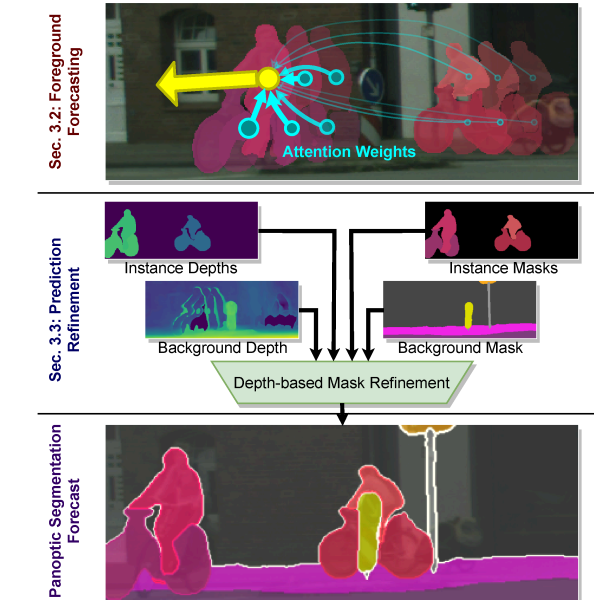 Sec. 3.2: Foreground
Forecasting
Attention Weights
Sec. 3.3: Prediction
Refinement
Instance Depths
Instance Masks
Background Depth
Background Mask
Depth-based Mask Refinement
Panoptic Segmentation
Forecast